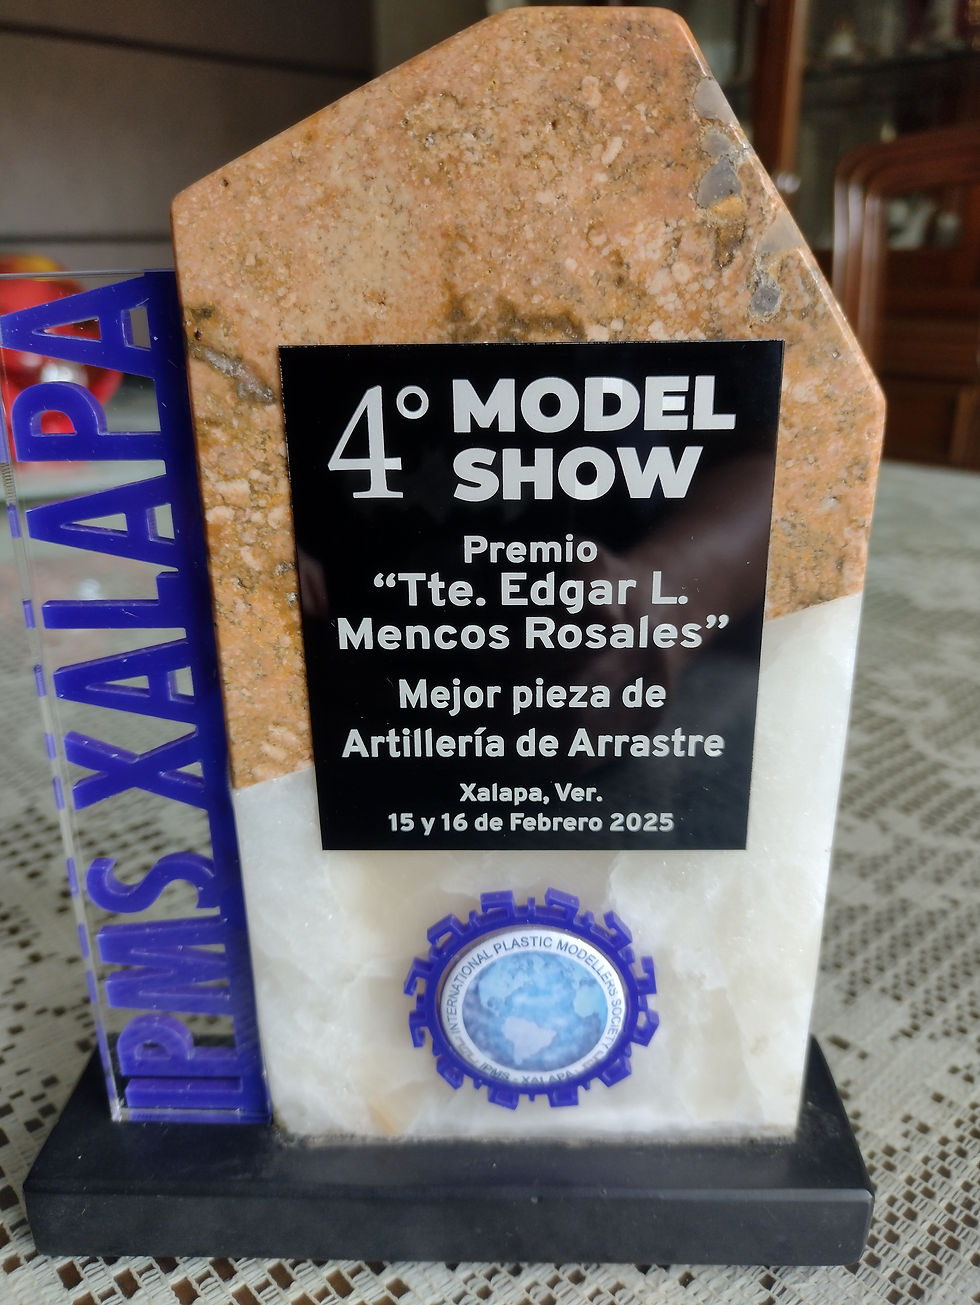 4° MODEL
SHOW
Premio
“Tte. Edgar L.
Mencos Rosales”
Mejor pieza de
Artillería de Arrastre
Xalapa, Ver.
15 y 16 de Febrero 2025
IPMS XALAPA
INTERNATIONAL PLASTIC MODELLERS SOCIETY
IPMS - XALAPA